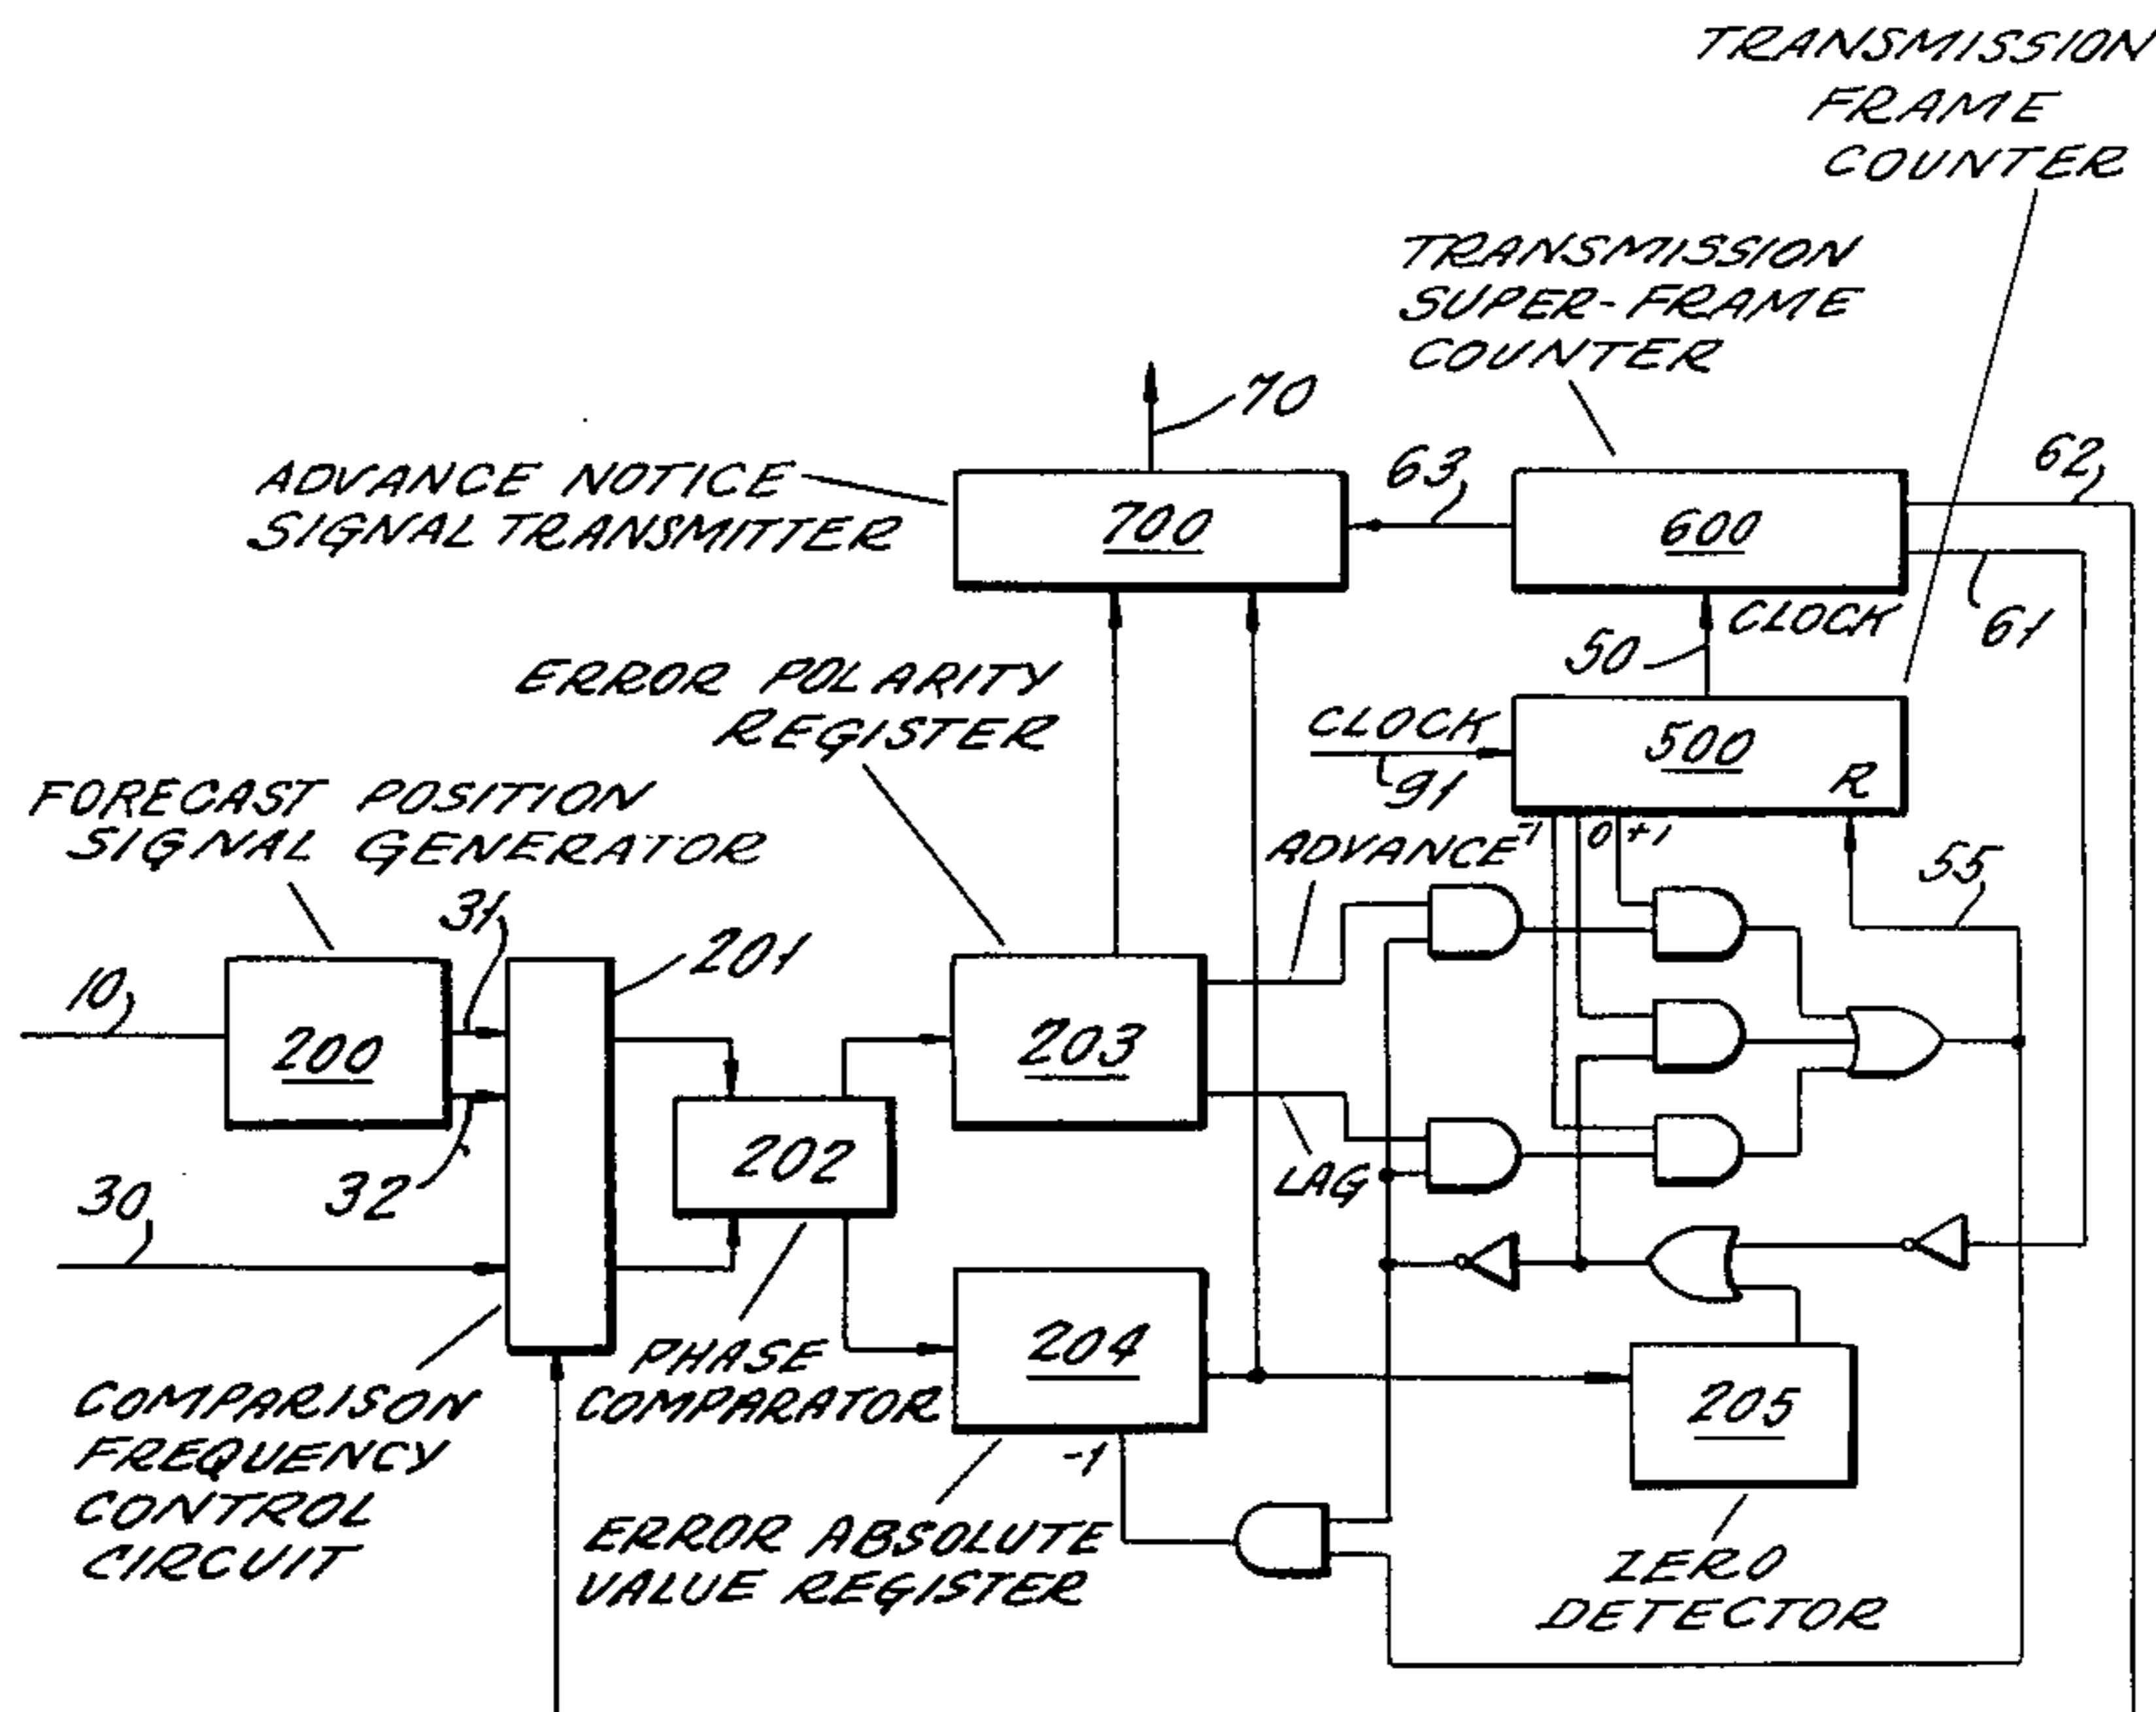 TRANSMISSION
FRAME
COUNTER
TRANSMISSION
SUPER-FRAME
COUNTER
70
63
62
ADVANCE NOTICE
SIGNAL TRANSMITTER
700
600
61
CLOCK
50
ERROR POLARITY
REGISTER
CLOCK
91
500
R
-1 0 +1
FORECAST POSITION
SIGNAL GENERATOR
ADVANCE
55
31
201
10
200
203
32
202
LAG
30
204
205
PHASE
COMPARATOR
-1
COMPARISON
FREQUENCY
CONTROL
CIRCUIT
ERROR ABSOLUTE
VALUE REGISTER
ZERO
DETECTOR